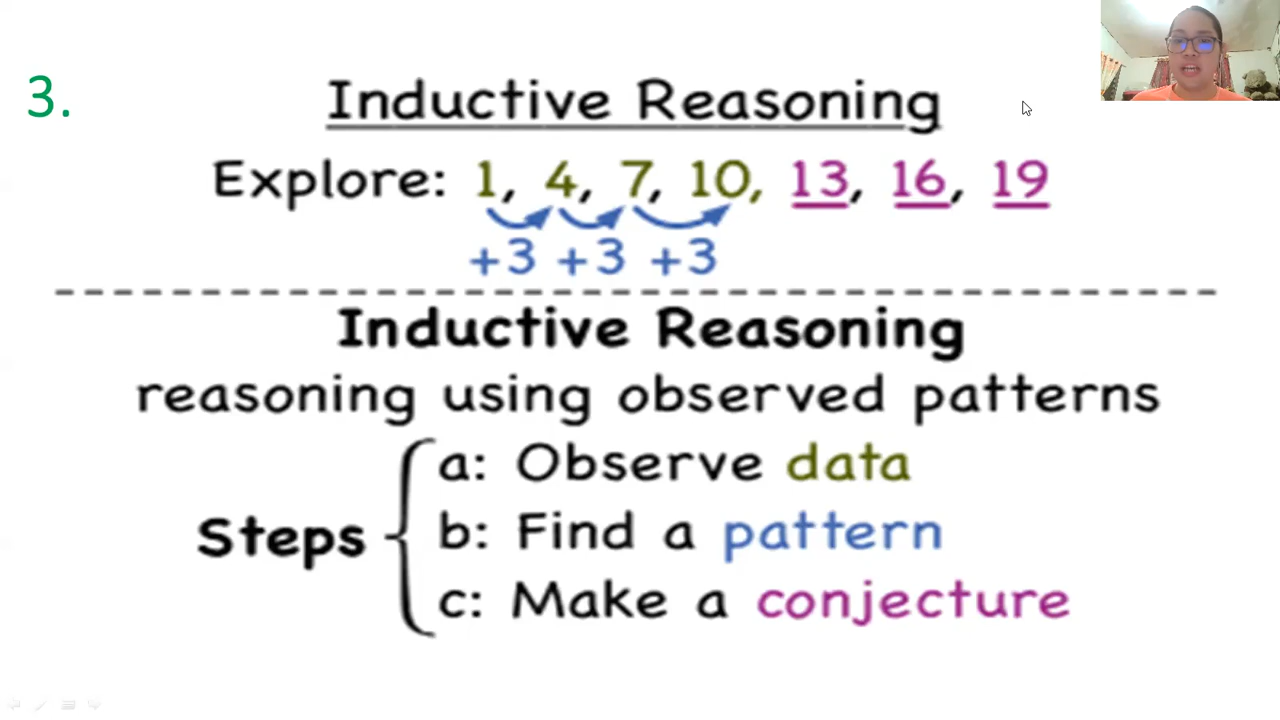 3.
Inductive Reasoning
Explore: 1, 4, 7, 10, 13, 16, 19
+3 +3 +3
Inductive Reasoning
reasoning using observed patterns
Steps
a: Observe data
b: Find a pattern
c: Make a conjecture